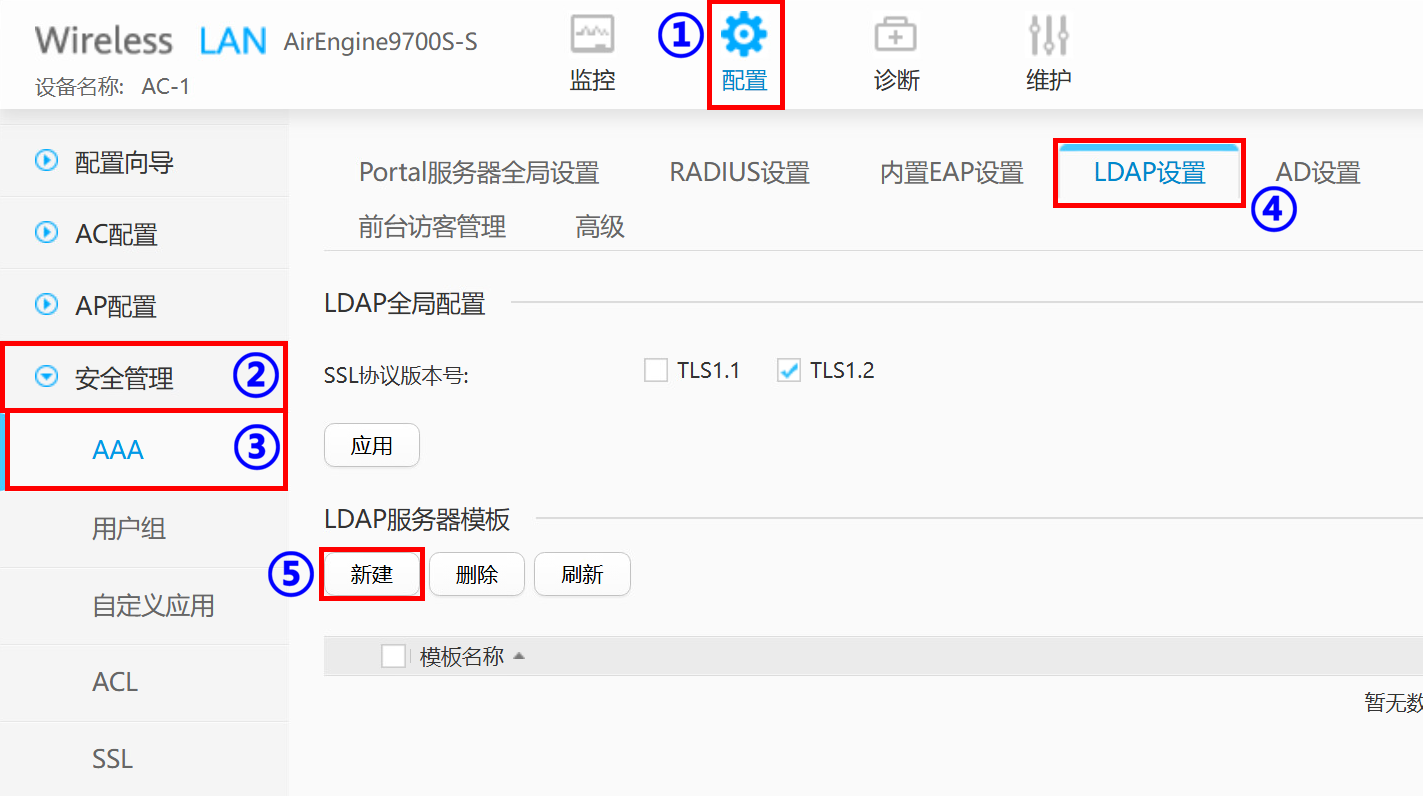 Wireless LAN AirEngine9700S-S
设备名称: AC-1
监控
①
配置
诊断
维护
配置向导
AC配置
AP配置
安全管理 ②
AAA ③
用户组
自定义应用
ACL
SSL
Portal服务器全局设置 RADIUS设置 内置EAP设置 LDAP设置 AD设置
④
前台访客管理 高级
LDAP全局配置
SSL协议版本号: TLS1.1 TLS1.2
应用
LDAP服务器模板
⑤ 新建 删除 刷新
模板名称
暂无数